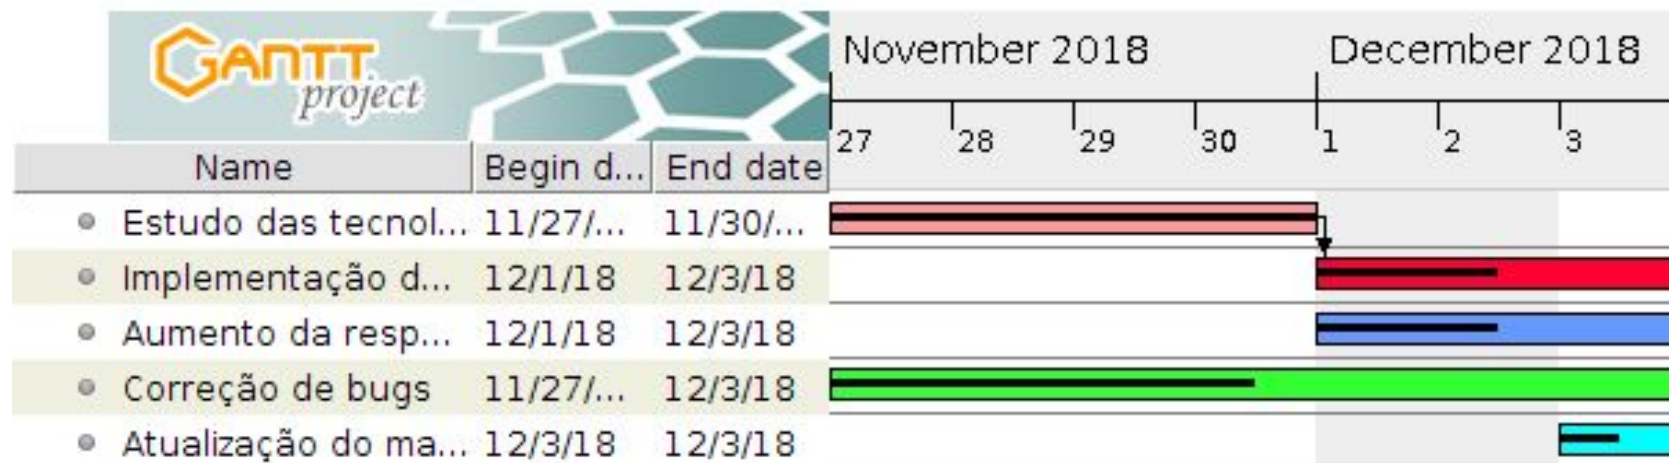 GANTT
project
November 2018 December 2018
27 28 29 30 1 2 3
Name Begin d... End date
Estudo das tecnol... 11/27/... 11/30/...
Implementação d... 12/1/18 12/3/18
Aumento da resp... 12/1/18 12/3/18
Correção de bugs 11/27/... 12/3/18
Atualização do ma... 12/3/18 12/3/18